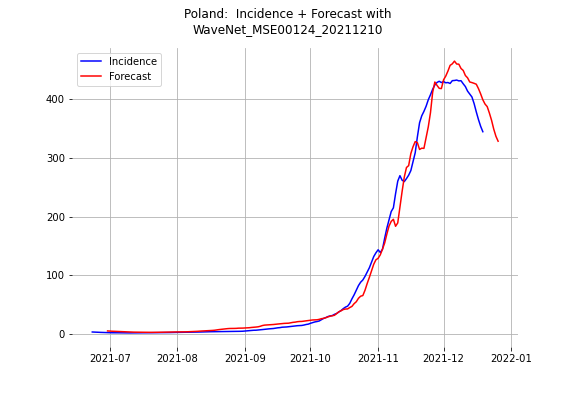 Poland:  Incidence + Forecast with
WaveNet_MSE00124_20211210
Incidence
Forecast
400
300
200
100
0
2021-07 2021-08 2021-09 2021-10 2021-11 2021-12 2022-01